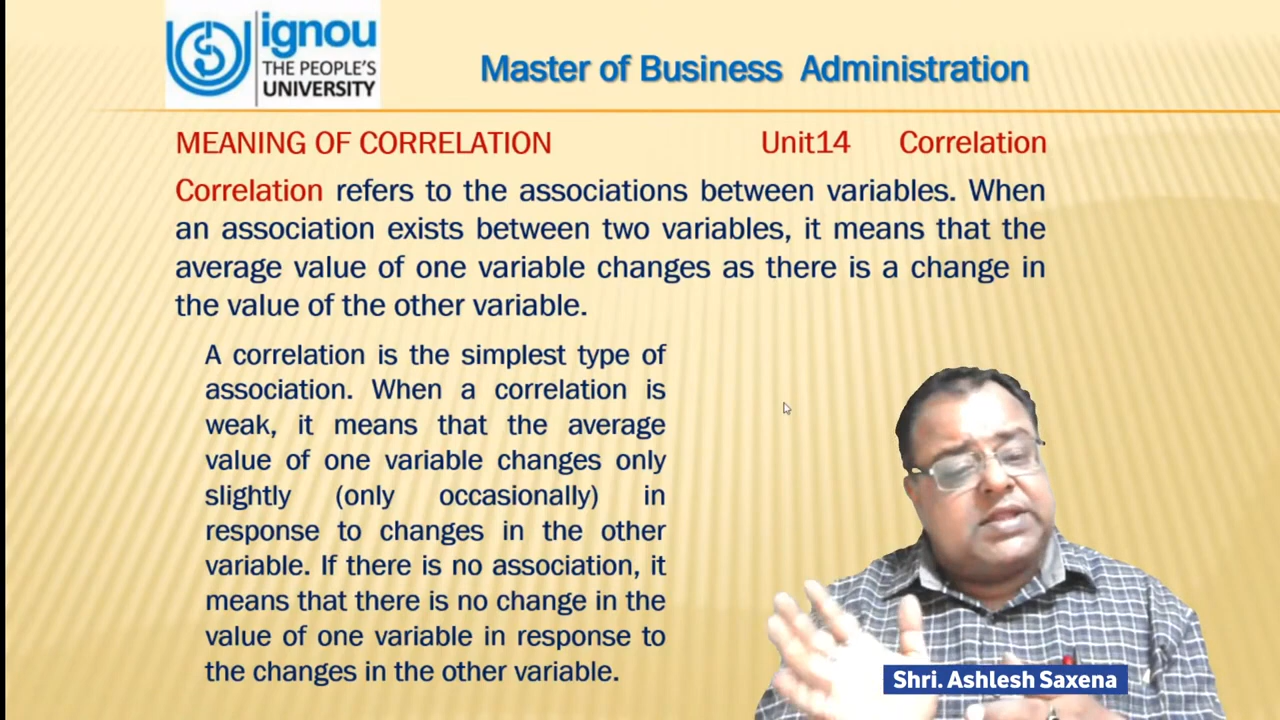 ignou
THE PEOPLE'S
UNIVERSITY
Master of Business Administration
MEANING OF CORRELATION Unit14 Correlation
Correlation refers to the associations between variables. When
an association exists between two variables, it means that the
average value of one variable changes as there is a change in
the value of the other variable.
A correlation is the simplest type of
association. When a correlation is
weak, it means that the average
value of one variable changes only
slightly (only occasionally) in
response to changes in the other
variable. If there is no association, it
means that there is no change in the
value of one variable in response to
the changes in the other variable.
Shri. Ashlesh Saxena